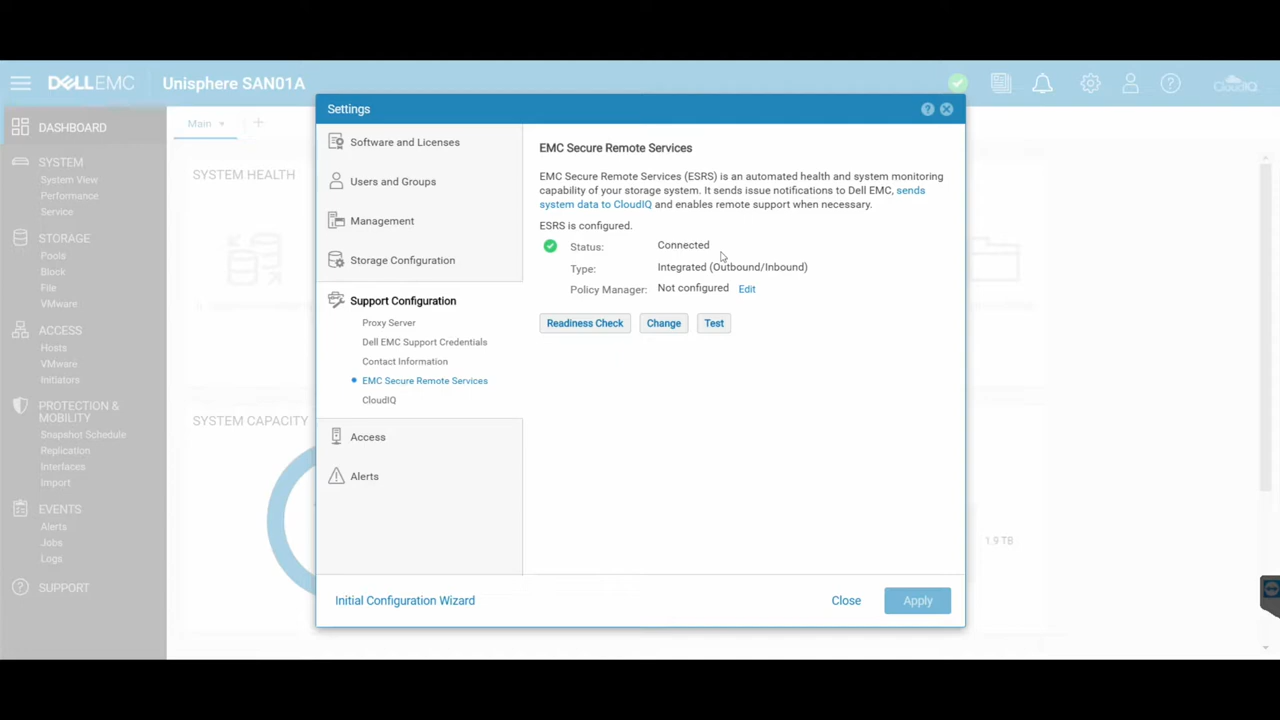 DELLEMC
Unisphere SAN01A
CloudIQ
DASHBOARD
SYSTEM
System View
Performance
Service
STORAGE
Pools
Block
File
VMware
ACCESS
Hosts
VMware
Initiators
PROTECTION &
MOBILITY
Snapshot Schedule
Replication
Interfaces
Import
EVENTS
Alerts
Jobs
Logs
SUPPORT
Main
SYSTEM HEALTH
SYSTEM CAPACITY
1.9 TB
Settings
Software and Licenses
Users and Groups
Management
Storage Configuration
Support Configuration
Proxy Server
Dell EMC Support Credentials
Contact Information
EMC Secure Remote Services
CloudIQ
Access
Alerts
EMC Secure Remote Services
EMC Secure Remote Services (ESRS) is an automated health and system monitoring
capability of your storage system. It sends issue notifications to Dell EMC, sends
system data to CloudIQ and enables remote support when necessary.
ESRS is configured.
Status: Connected
Type: Integrated (Outbound/Inbound)
Policy Manager: Not configured Edit
Readiness Check Change Test
Initial Configuration Wizard
Close Apply